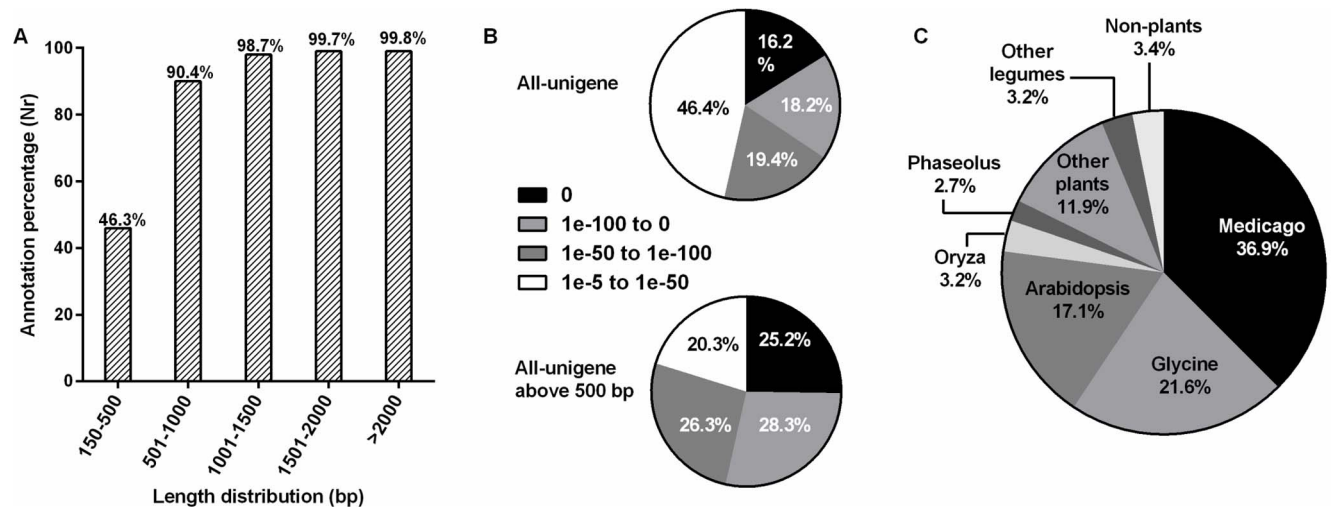 A
Annotation percentage (Nr)
100
80
60
40
20
0
46.3%
90.4%
98.7%
99.7%
99.8%
150-500
501-1000
1001-1500
1501-2000
>2000
Length distribution (bp)
B
All-unigene
16.2
%
18.2%
19.4%
46.4%
0
1e-100 to 0
1e-50 to 1e-100
1e-5 to 1e-50
All-unigene
above 500 bp
25.2%
28.3%
26.3%
20.3%
C
Non-plants
3.4%
Other
legumes
3.2%
Other
plants
11.9%
Phaseolus
2.7%
Oryza
3.2%
Arabidopsis
17.1%
Glycine
21.6%
Medicago
36.9%